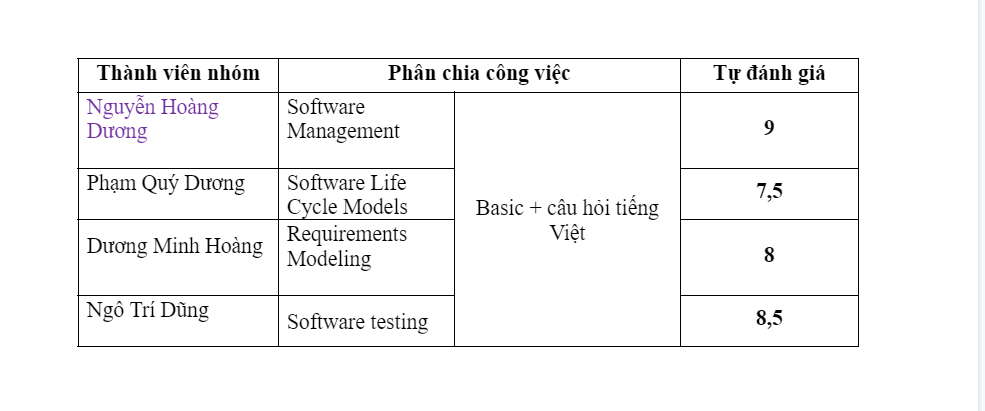 Thành viên nhóm
Phân chia công việc
Tự đánh giá
Nguyễn Hoàng
Dương
Software
Management
9
Phạm Quý Dương
Software Life
Cycle Models
7,5
Basic + câu hỏi tiếng
Việt
Dương Minh Hoàng
Requirements
Modeling
8
Ngô Trí Dũng
Software testing
8,5